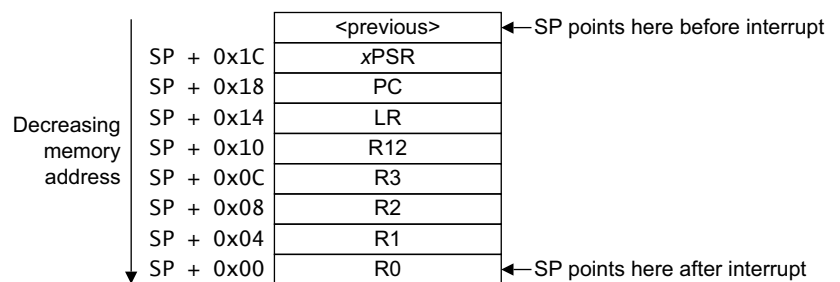 <previous> SP points here before interrupt
SP + 0x1C xPSR
SP + 0x18 PC
SP + 0x14 LR
Decreasing
memory
address
SP + 0x10 R12
SP + 0x0C R3
SP + 0x08 R2
SP + 0x04 R1
SP + 0x00 R0 SP points here after interrupt